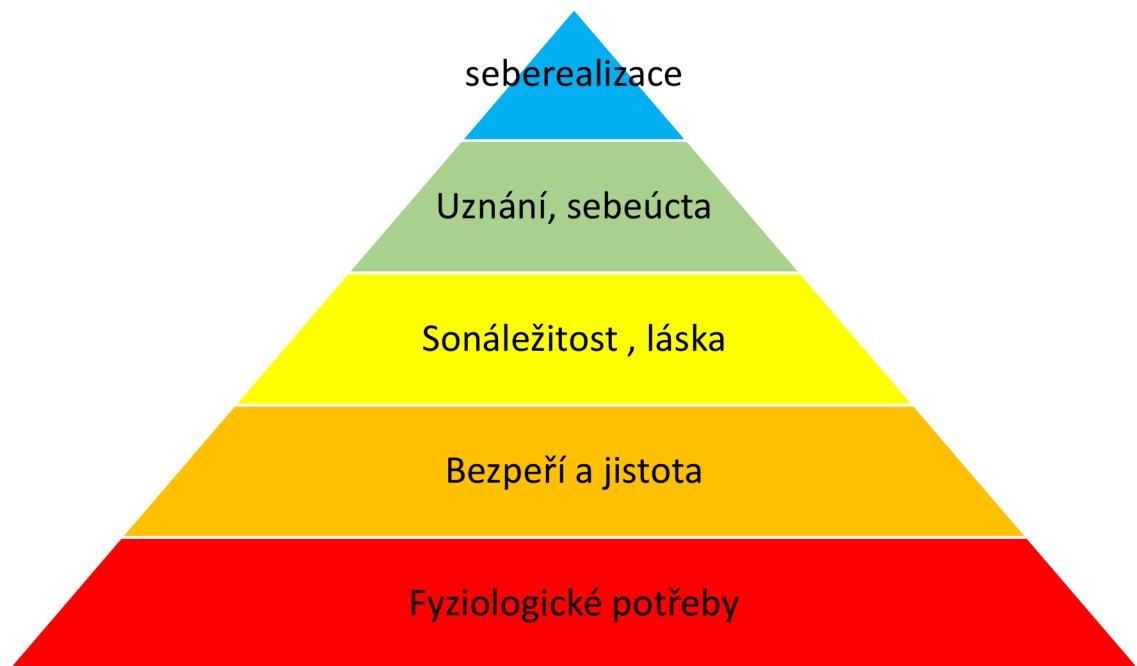 seberealizace
Uznání, sebeúcta
Sonáležitost , láska
Bezpeří a jistota
Fyziologické potřeby